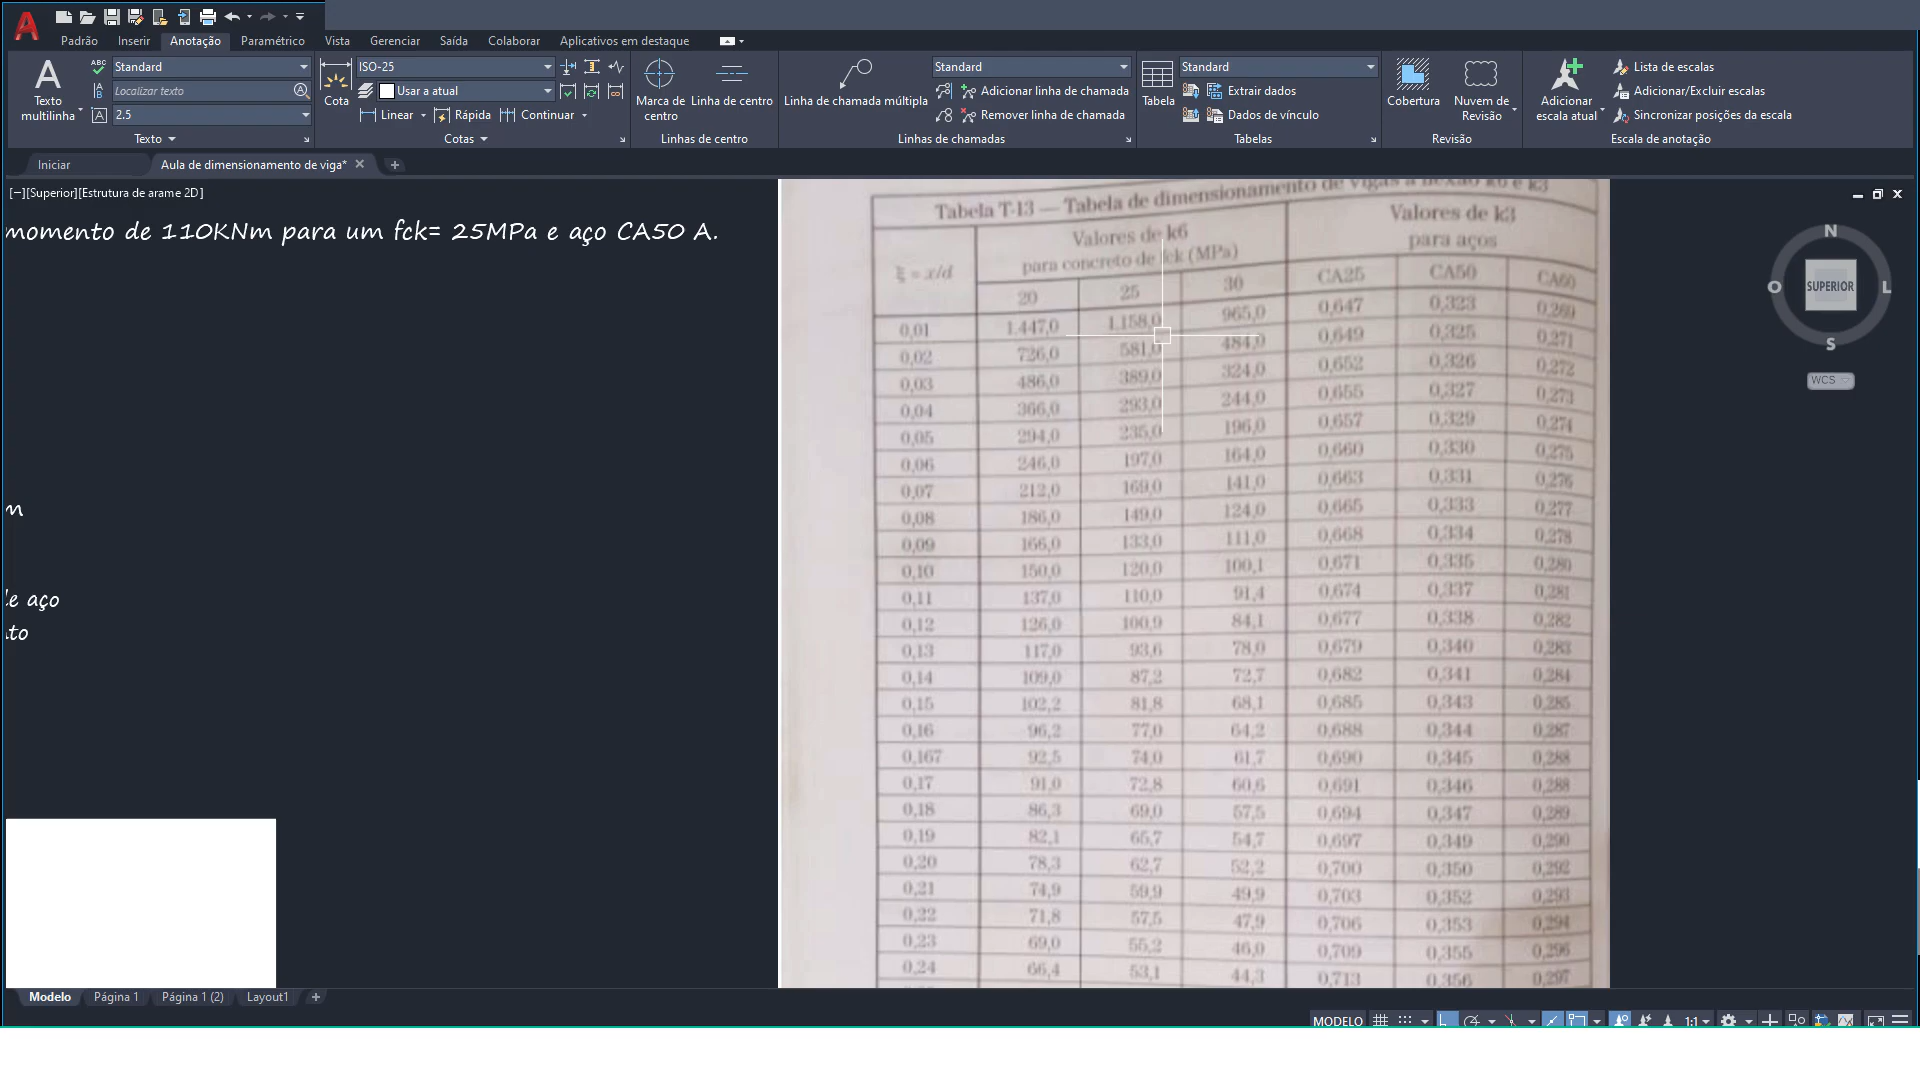 Padrão Inserir Anotação Paramétrico Vista Gerenciar Saída Colaborar Aplicativos em destaque
A
Texto multilinha
ABC
Standard
Localizar texto
2.5
Texto
Cota
ISO-25
Usar a atual
Linear Rápida Continuar
Cotas
Marca de centro
Linha de centro
Linhas de centro
Linha de chamada múltipla
Standard
Adicionar linha de chamada
Remover linha de chamada
Linhas de chamadas
Tabela
Standard
Extrair dados
Dados de vínculo
Tabelas
Cobertura
Nuvem de Revisão
Revisão
Adicionar escala atual
Lista de escalas
Adicionar/Excluir escalas
Sincronizar posições da escala
Escala de anotação
Iniciar Aula de dimensionamento de viga*
[−][Superior][Estrutura de arame 2D]
momento de 110KNm para um fck= 25MPa e aço CA50 A.
m
e aço
to
Tabela T-13 — Tabela de dimensionamento de vigas à flexão k6 e k3
ξ = x/d
Valores de k6
para concreto de fck (MPa)
Valores de k3
para aços
20 25 30 CA25 CA50 CA60
0,01 1.447,0 1.158,0 965,0 0,647 0,323 0,269
0,02 726,0 581,0 484,0 0,649 0,325 0,271
0,03 486,0 389,0 324,0 0,652 0,326 0,272
0,04 366,0 293,0 244,0 0,655 0,327 0,273
0,05 294,0 235,0 196,0 0,657 0,329 0,274
0,06 246,0 197,0 164,0 0,660 0,330 0,275
0,07 212,0 169,0 141,0 0,663 0,331 0,276
0,08 186,0 149,0 124,0 0,665 0,333 0,277
0,09 166,0 133,0 111,0 0,668 0,334 0,278
0,10 150,0 120,0 100,1 0,671 0,335 0,280
0,11 137,0 110,0 91,4 0,674 0,337 0,281
0,12 126,0 100,9 84,1 0,677 0,338 0,282
0,13 117,0 93,6 78,0 0,679 0,340 0,283
0,14 109,0 87,2 72,7 0,682 0,341 0,284
0,15 102,2 81,8 68,1 0,685 0,343 0,285
0,16 96,2 77,0 64,2 0,688 0,344 0,287
0,167 92,5 74,0 61,7 0,690 0,345 0,288
0,17 91,0 72,8 60,6 0,691 0,346 0,288
0,18 86,3 69,0 57,5 0,694 0,347 0,289
0,19 82,1 65,7 54,7 0,697 0,349 0,290
0,20 78,3 62,7 52,2 0,700 0,350 0,292
0,21 74,9 59,9 49,9 0,703 0,352 0,293
0,22 71,8 57,5 47,9 0,706 0,353 0,294
0,23 69,0 55,2 46,0 0,709 0,355 0,296
0,24 66,4 53,1 44,3 0,713 0,356 0,297
N
O SUPERIOR L
S
WCS
Modelo Página 1 Página 1 (2) Layout1
MODELO 1:1